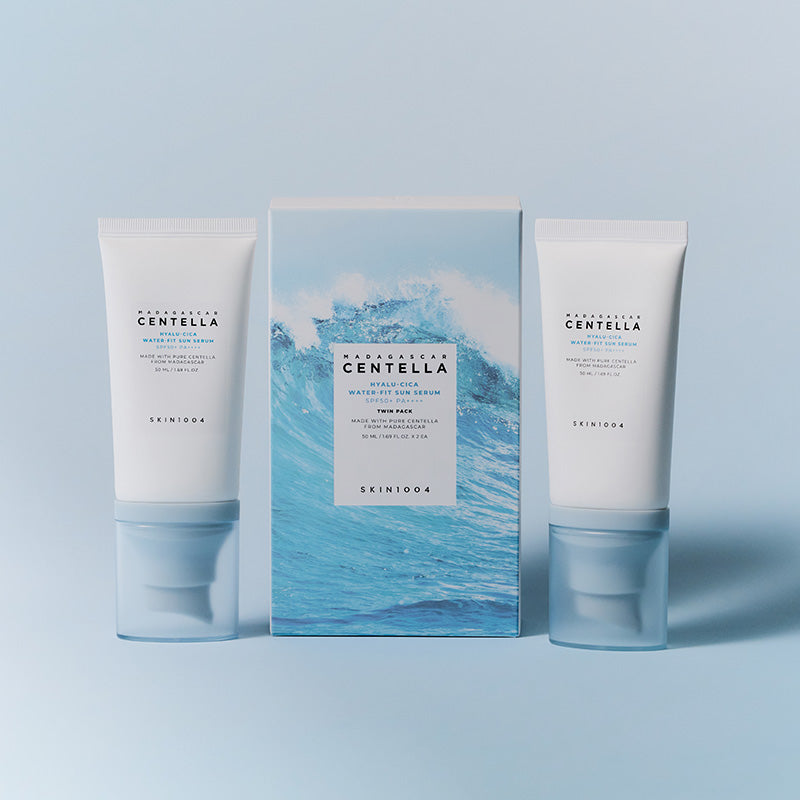 MADAGASCAR
CENTELLA
HYALU-CICA
WATER-FIT SUN SERUM
SPF50+ PA++++
MADE WITH PURE CENTELLA
FROM MADAGASCAR
50 ML / 1.69 FL.OZ.
SKIN1004
MADAGASCAR
CENTELLA
HYALU-CICA
WATER-FIT SUN SERUM
SPF50+ PA++++
TWIN PACK
MADE WITH PURE CENTELLA
FROM MADAGASCAR
50 ML / 1.69 FL. OZ. X 2 EA
SKIN1004
MADAGASCAR
CENTELLA
HYALU-CICA
WATER-FIT SUN SERUM
SPF50+ PA++++
MADE WITH PURE CENTELLA
FROM MADAGASCAR
50 ML / 1.69 FL.OZ.
SKIN1004